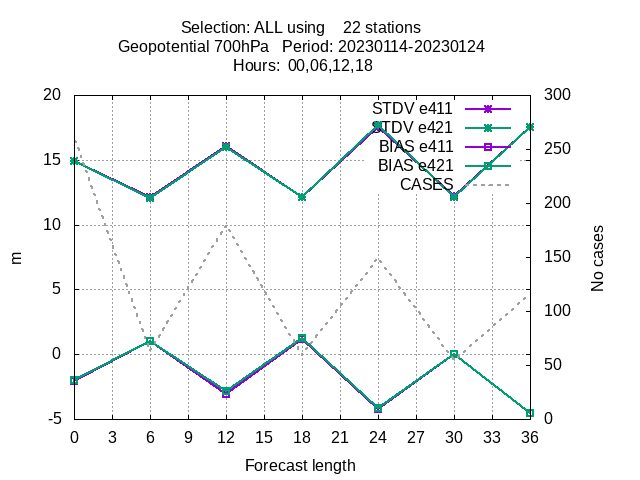 Selection: ALL using    22 stations
Geopotential 700hPa   Period: 20230114-20230124
Hours:  00,06,12,18
STDV e411
STDV e421
BIAS e411
BIAS e421
CASES
20
15
10
5
0
-5
m
300
250
200
150
100
50
0
No cases
0 3 6 9 12 15 18 21 24 27 30 33 36
Forecast length